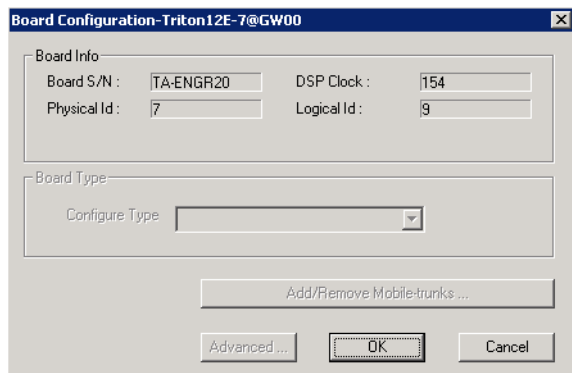 Board Configuration-Triton12E-7@GW00
Board Info
Board S/N : TA-ENGR20 DSP Clock : 154
Physical Id : 7 Logical Id : 9
Board Type
Configure Type
Add/Remove Mobile-trunks ...
Advanced ... OK Cancel